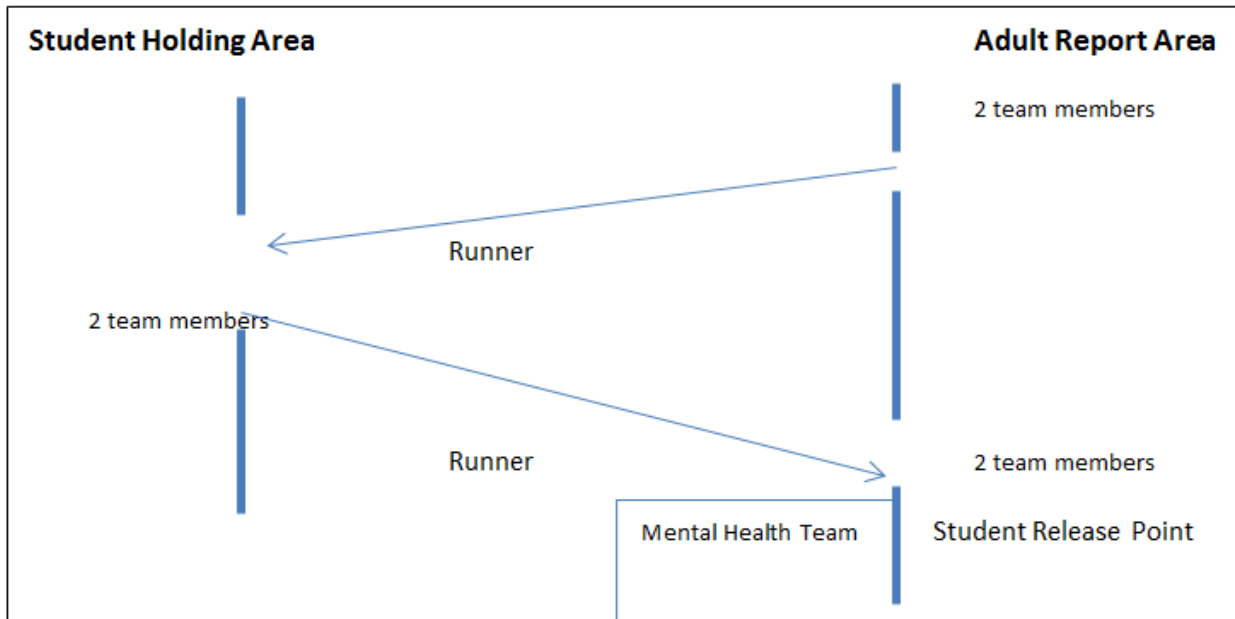 Student Holding Area
Adult Report Area
2 team members
Runner
2 team members
Runner
2 team members
Mental Health Team
Student Release Point